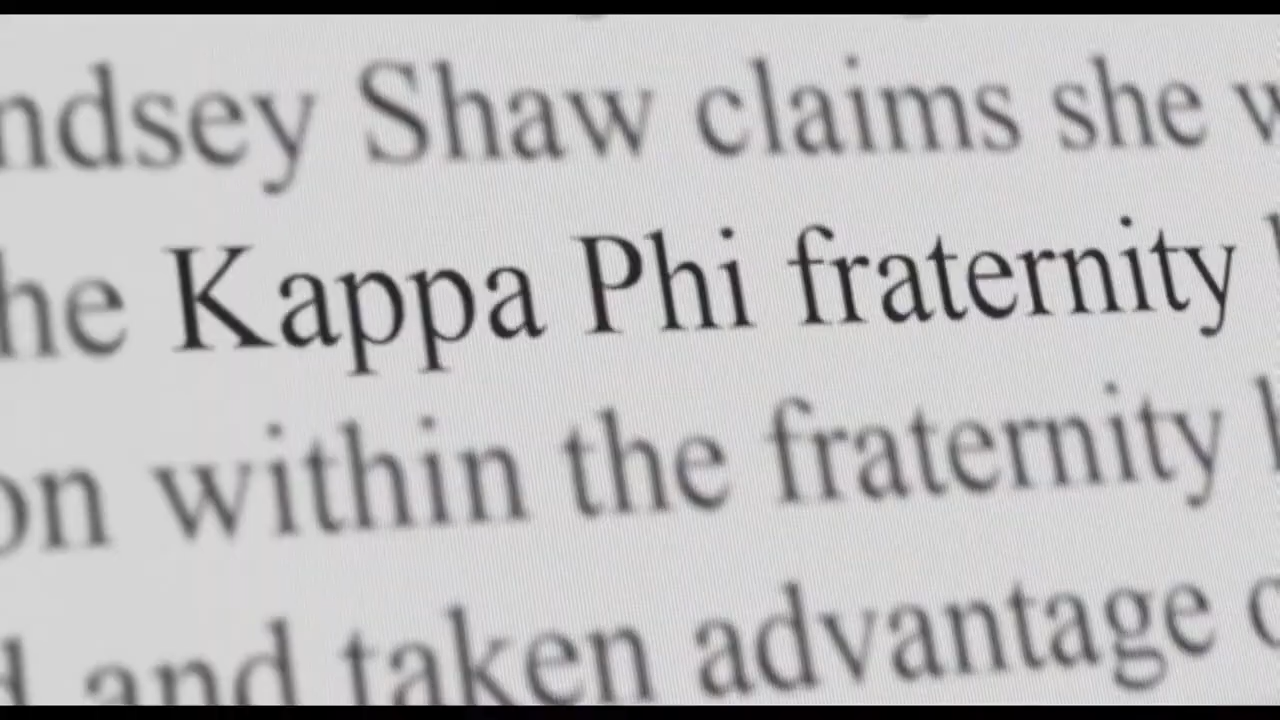 ndsey Shaw claims she w
he Kappa Phi fraternity
on within the fraternity
and taken advantage